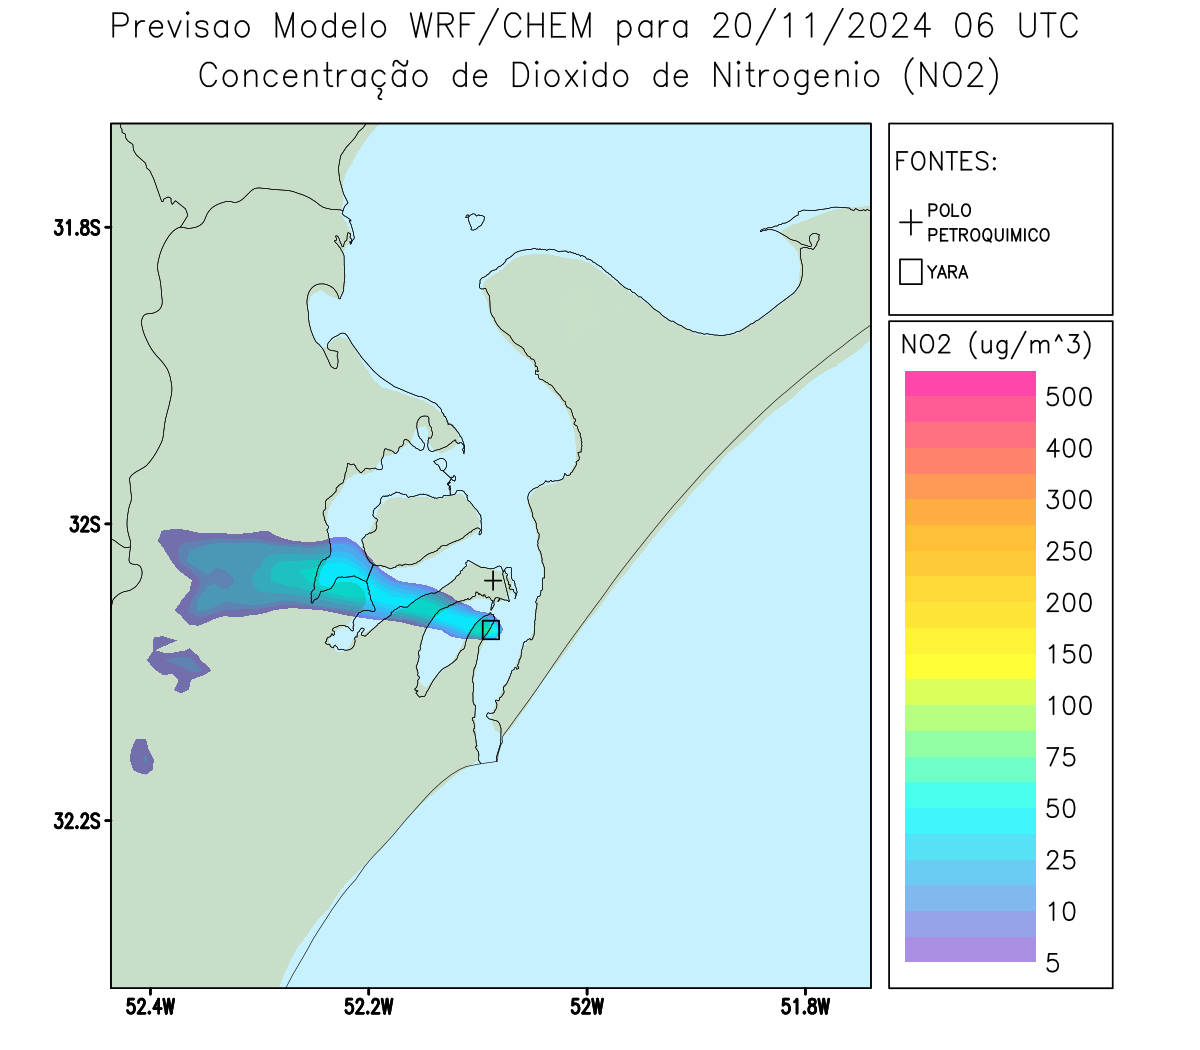 Previsao Modelo WRF/CHEM para 20/11/2024 06 UTC
Concentração de Dioxido de Nitrogenio (NO2)
FONTES:
POLO
PETROQUIMICO
YARA
31.8S
32S
32.2S
52.4W
52.2W
52W
51.8W
NO2 (ug/m^3)
500
400
300
250
200
150
100
75
50
25
10
5